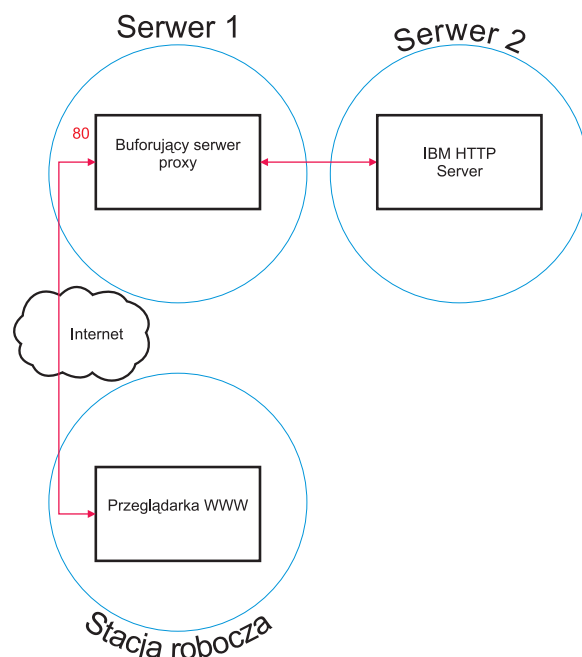 Serwer 1
Serwer 2
80
Buforujący serwer
proxy
IBM HTTP
Server
Internet
Przeglądarka WWW
Stacja robocza